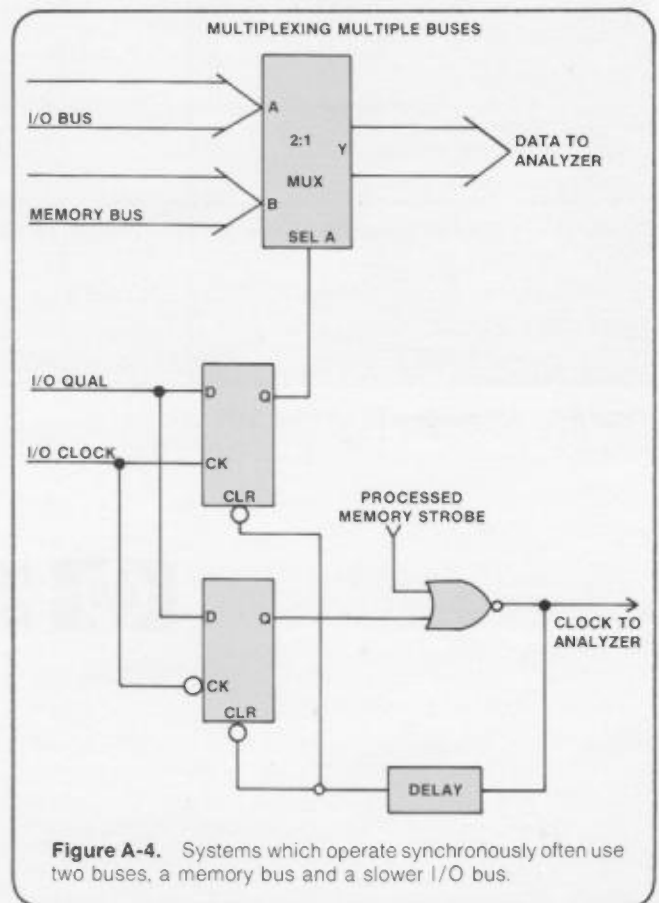 MULTIPLEXING MULTIPLE BUSES
A
I/O BUS
2:1
Y
DATA TO
ANALYZER
MUX
B
MEMORY BUS
SEL A
I/O QUAL
D
Q
I/O CLOCK
CK
CLR
PROCESSED
MEMORY STROBE
D
Q
CLOCK TO
ANALYZER
CK
CLR
DELAY
Figure A-4. Systems which operate synchronously often use
two buses, a memory bus and a slower I/O bus.